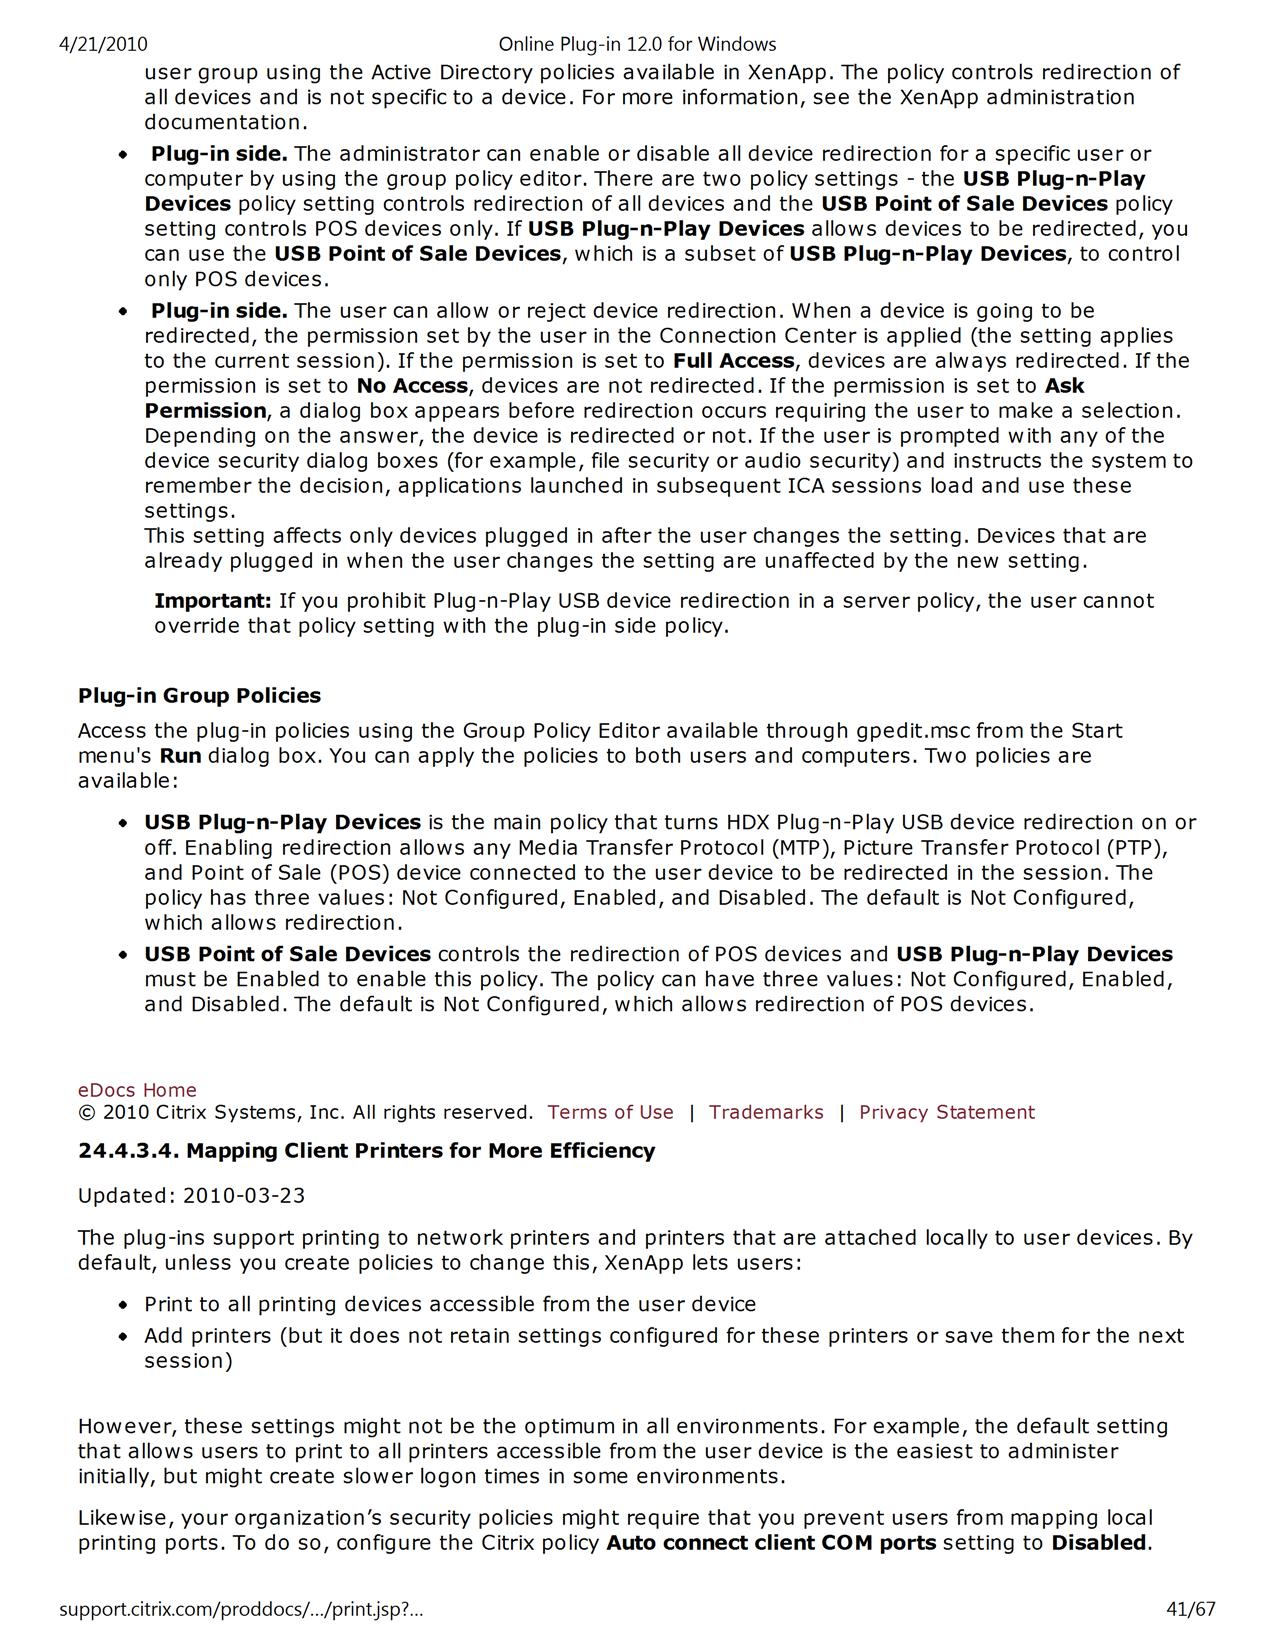 4/21/2010 Online Plug-in 12.0 for Windows
user group using the Active Directory policies available in XenApp. The policy controls redirection of
all devices and is not specific to a device. For more information, see the XenApp administration
documentation.
• Plug-in side. The administrator can enable or disable all device redirection for a specific user or
computer by using the group policy editor. There are two policy settings - the USB Plug-n-Play
Devices policy setting controls redirection of all devices and the USB Point of Sale Devices policy
setting controls POS devices only. If USB Plug-n-Play Devices allows devices to be redirected, you
can use the USB Point of Sale Devices, which is a subset of USB Plug-n-Play Devices, to control
only POS devices.
• Plug-in side. The user can allow or reject device redirection. When a device is going to be
redirected, the permission set by the user in the Connection Center is applied (the setting applies
to the current session). If the permission is set to Full Access, devices are always redirected. If the
permission is set to No Access, devices are not redirected. If the permission is set to Ask
Permission, a dialog box appears before redirection occurs requiring the user to make a selection.
Depending on the answer, the device is redirected or not. If the user is prompted with any of the
device security dialog boxes (for example, file security or audio security) and instructs the system to
remember the decision, applications launched in subsequent ICA sessions load and use these
settings.
This setting affects only devices plugged in after the user changes the setting. Devices that are
already plugged in when the user changes the setting are unaffected by the new setting.
Important: If you prohibit Plug-n-Play USB device redirection in a server policy, the user cannot
override that policy setting with the plug-in side policy.
Plug-in Group Policies
Access the plug-in policies using the Group Policy Editor available through gpedit.msc from the Start
menu's Run dialog box. You can apply the policies to both users and computers. Two policies are
available:
• USB Plug-n-Play Devices is the main policy that turns HDX Plug-n-Play USB device redirection on or
off. Enabling redirection allows any Media Transfer Protocol (MTP), Picture Transfer Protocol (PTP),
and Point of Sale (POS) device connected to the user device to be redirected in the session. The
policy has three values: Not Configured, Enabled, and Disabled. The default is Not Configured,
which allows redirection.
• USB Point of Sale Devices controls the redirection of POS devices and USB Plug-n-Play Devices
must be Enabled to enable this policy. The policy can have three values: Not Configured, Enabled,
and Disabled. The default is Not Configured, which allows redirection of POS devices.
eDocs Home
© 2010 Citrix Systems, Inc. All rights reserved. Terms of Use | Trademarks | Privacy Statement
24.4.3.4. Mapping Client Printers for More Efficiency
Updated: 2010-03-23
The plug-ins support printing to network printers and printers that are attached locally to user devices. By
default, unless you create policies to change this, XenApp lets users:
• Print to all printing devices accessible from the user device
• Add printers (but it does not retain settings configured for these printers or save them for the next
session)
However, these settings might not be the optimum in all environments. For example, the default setting
that allows users to print to all printers accessible from the user device is the easiest to administer
initially, but might create slower logon times in some environments.
Likewise, your organization’s security policies might require that you prevent users from mapping local
printing ports. To do so, configure the Citrix policy Auto connect client COM ports setting to Disabled.
support.citrix.com/proddocs/.../print.jsp?... 41/67